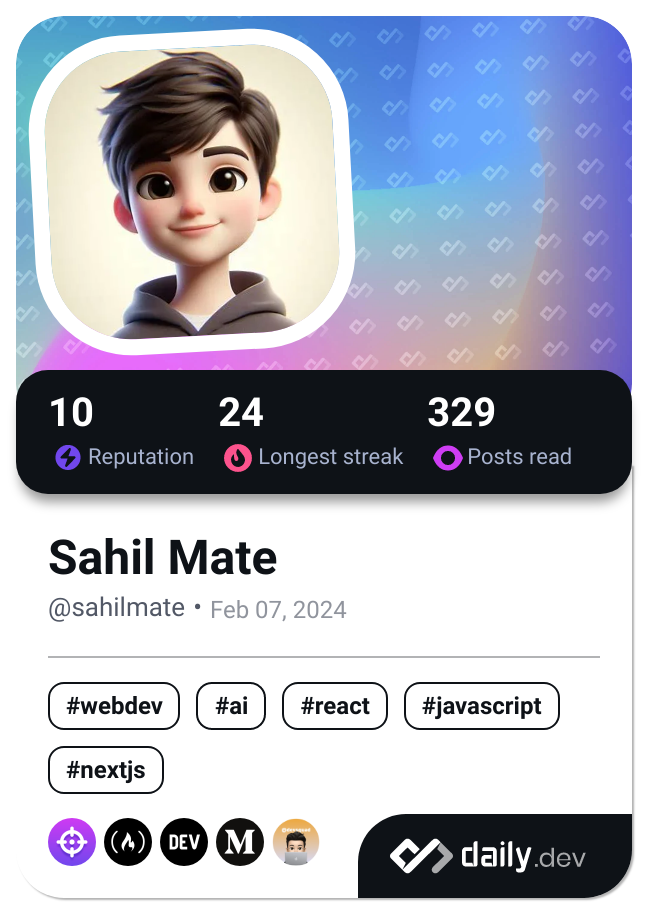 10 24 329
Reputation Longest streak Posts read
Sahil Mate
@sahilmate • Feb 07, 2024
#webdev #ai #react #javascript
#nextjs
DEV M
daily.dev